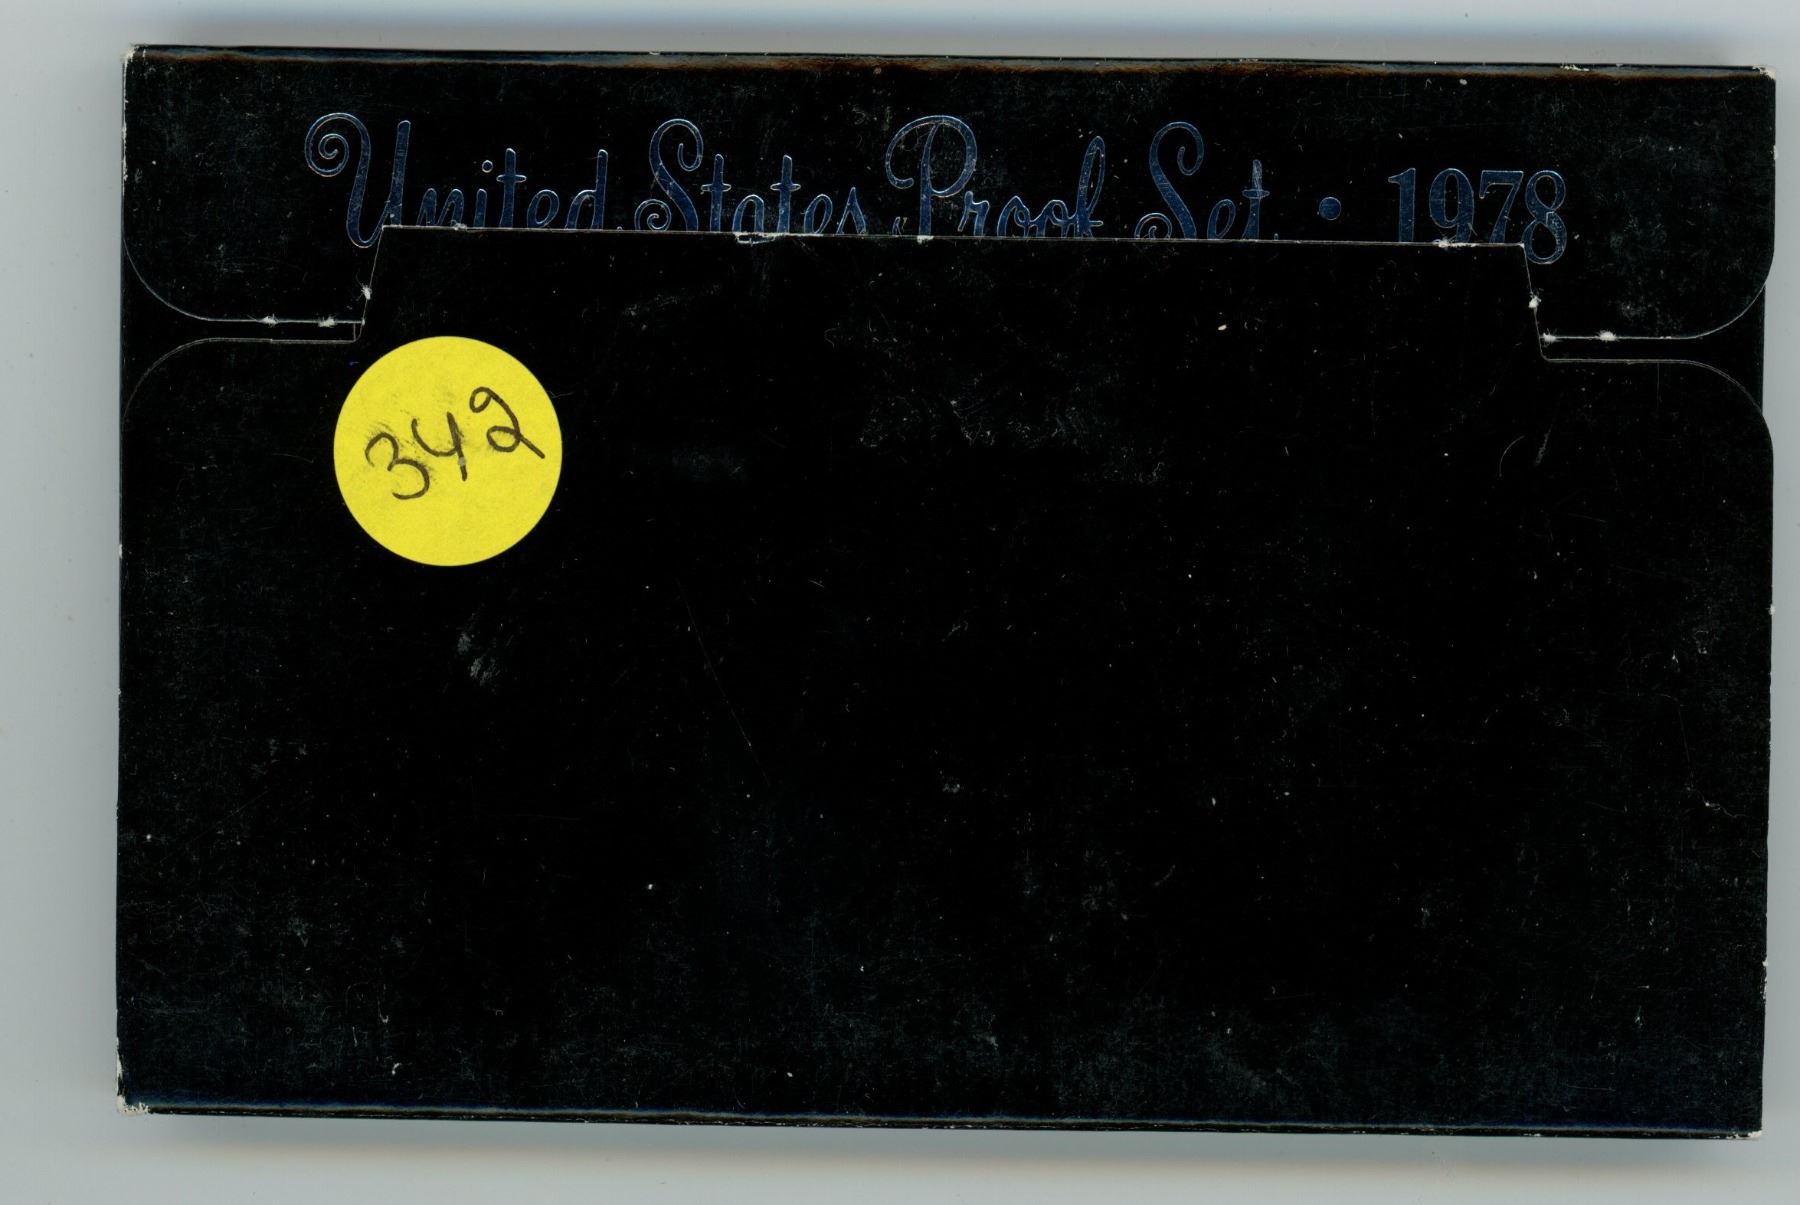 United States Proof Set • 1978
342